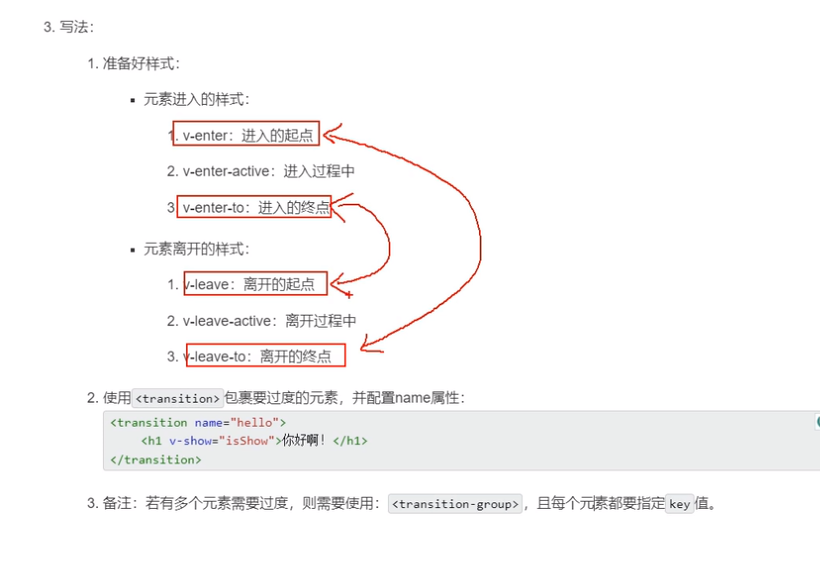 3. 写法：
1. 准备好样式：
▪ 元素进入的样式：
1. v-enter：进入的起点
2. v-enter-active：进入过程中
3 v-enter-to：进入的终点
▪ 元素离开的样式：
1. v-leave：离开的起点
2. v-leave-active：离开过程中
3. v-leave-to：离开的终点
2. 使用<transition>包裹要过度的元素，并配置name属性：
<transition name="hello">
<h1 v-show="isShow">你好啊！</h1>
</transition>
3. 备注：若有多个元素需要过度，则需要使用：<transition-group>，且每个元素都要指定key值。